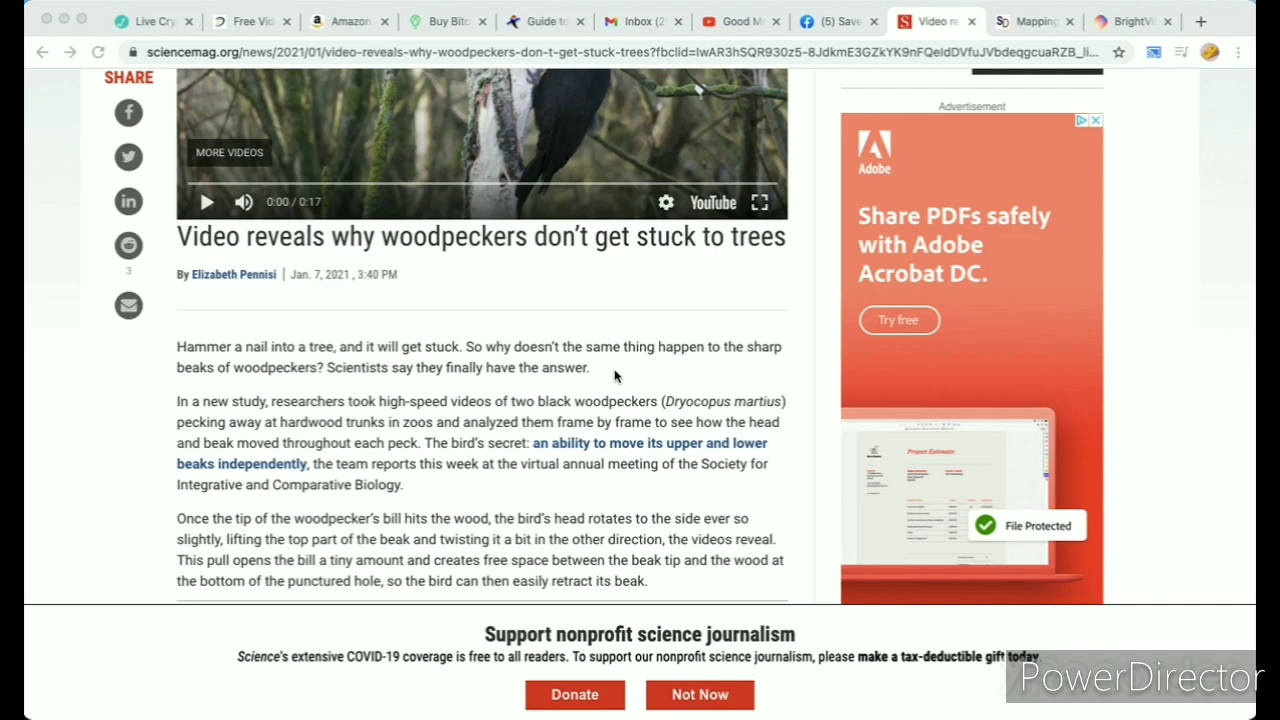 Live Cry
Free Vid
Amazon
Buy Bitc
Guide to
Inbox (2
Good M
(5) Save
Video re
Mapping
BrightVi
sciencemag.org/news/2021/01/video-reveals-why-woodpeckers-don-t-get-stuck-trees?fbclid=IwAR3hSQR930z5-8JdkmE3GZkYK9nFQeldDVfuJVbdeqgcuaRZB_li...
SHARE
3
MORE VIDEOS
0:00 / 0:17
YouTube
Video reveals why woodpeckers don't get stuck to trees
By Elizabeth Pennisi | Jan. 7, 2021 , 3:40 PM
Hammer a nail into a tree, and it will get stuck. So why doesn't the same thing happen to the sharp
beaks of woodpeckers? Scientists say they finally have the answer.
In a new study, researchers took high-speed videos of two black woodpeckers (Dryocopus martius)
pecking away at hardwood trunks in zoos and analyzed them frame by frame to see how the head
and beak moved throughout each peck. The bird's secret: an ability to move its upper and lower
beaks independently, the team reports this week at the virtual annual meeting of the Society for
Integrative and Comparative Biology.
Once the tip of the woodpecker's bill hits the wood, the bird's head rotates to the side ever so
slightly, lifting the top part of the beak and twisting it a bit in the other direction, the videos reveal.
This pull opens the bill a tiny amount and creates free space between the beak tip and the wood at
the bottom of the punctured hole, so the bird can then easily retract its beak.
Advertisement
Adobe
Share PDFs safely
with Adobe
Acrobat DC.
Try free
Project Estimate
File Protected
Support nonprofit science journalism
Science's extensive COVID-19 coverage is free to all readers. To support our nonprofit science journalism, please make a tax-deductible gift today.
Donate
Not Now
PowerDirector